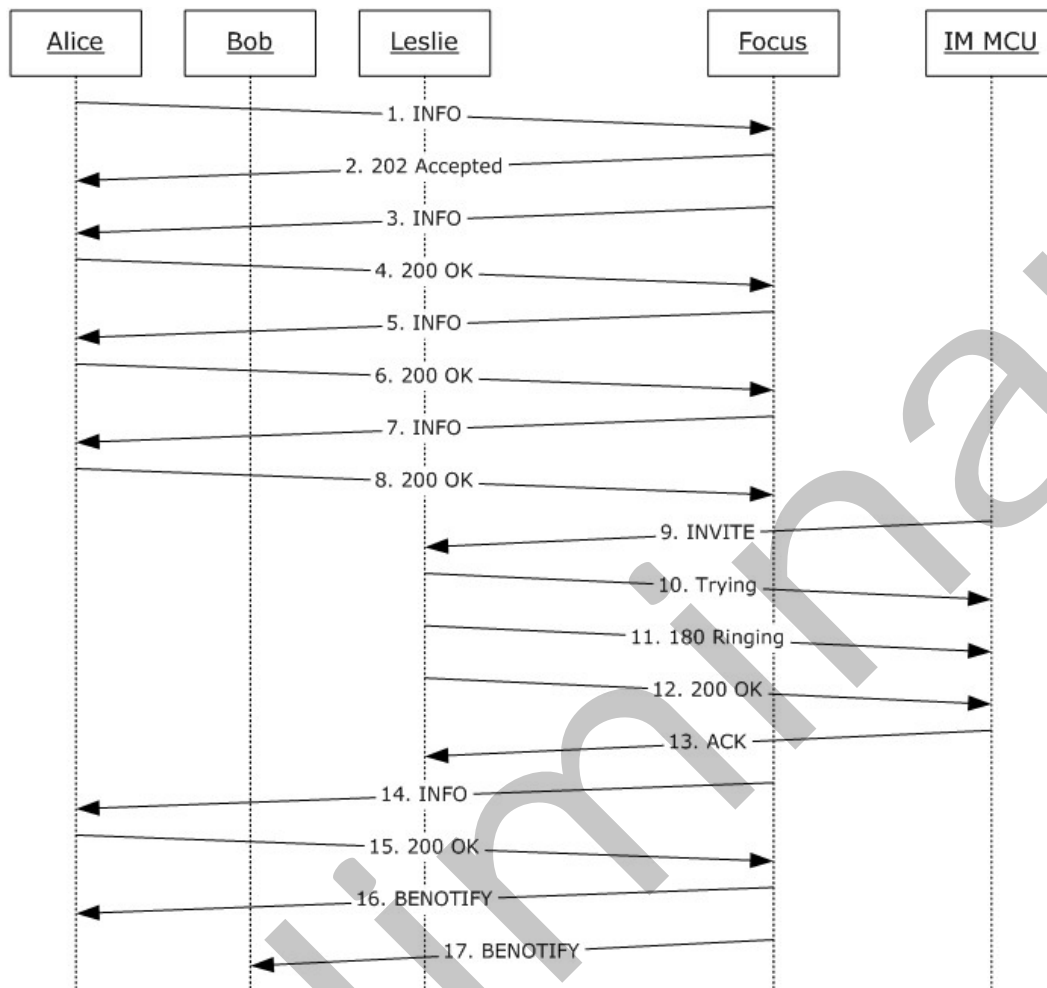 Alice Bob Leslie Focus IM MCU
1. INFO
2. 202 Accepted
3. INFO
4. 200 OK
5. INFO
6. 200 OK
7. INFO
8. 200 OK
9. INVITE
10. Trying
11. 180 Ringing
12. 200 OK
13. ACK
14. INFO
15. 200 OK
16. BENOTIFY
17. BENOTIFY